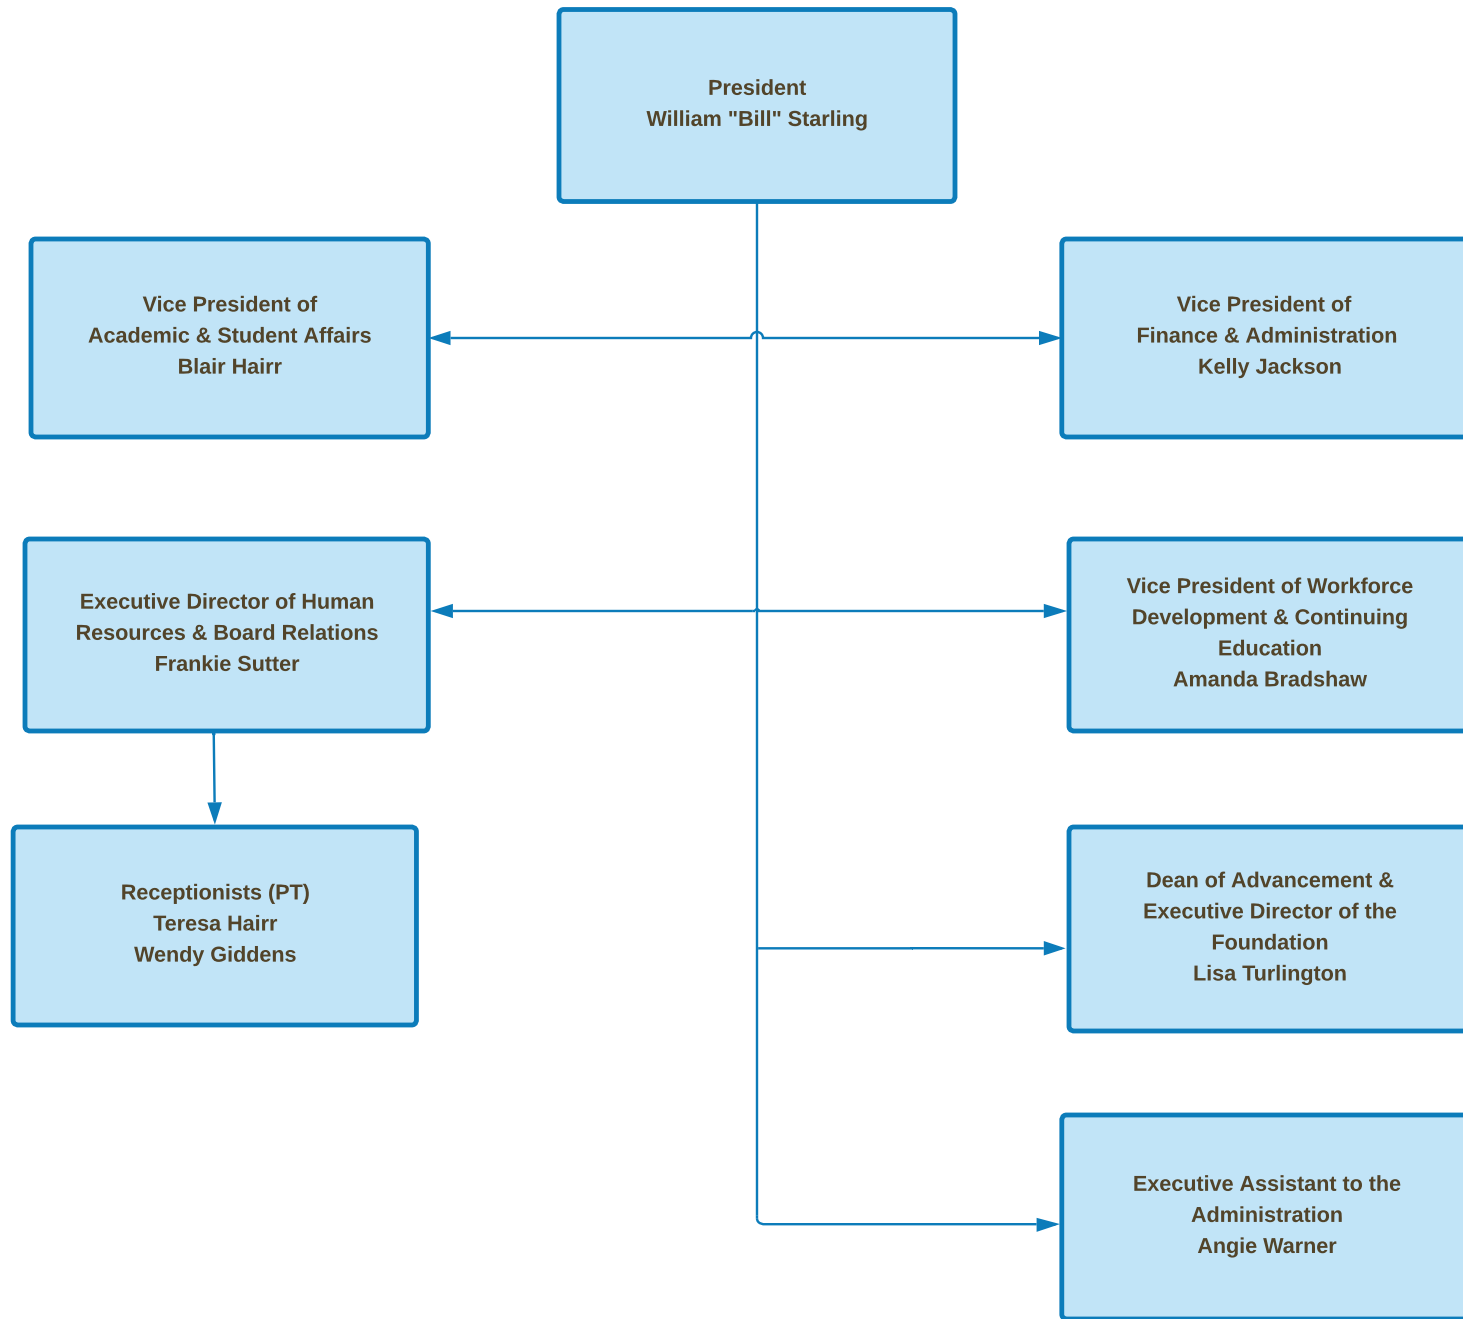 President
William "Bill" Starling
Vice President of
Academic & Student Affairs
Blair Hairr
Vice President of
Finance & Administration
Kelly Jackson
Executive Director of Human
Resources & Board Relations
Frankie Sutter
Vice President of Workforce
Development & Continuing
Education
Amanda Bradshaw
Receptionists (PT)
Teresa Hairr
Wendy Giddens
Dean of Advancement &
Executive Director of the
Foundation
Lisa Turlington
Executive Assistant to the
Administration
Angie Warner